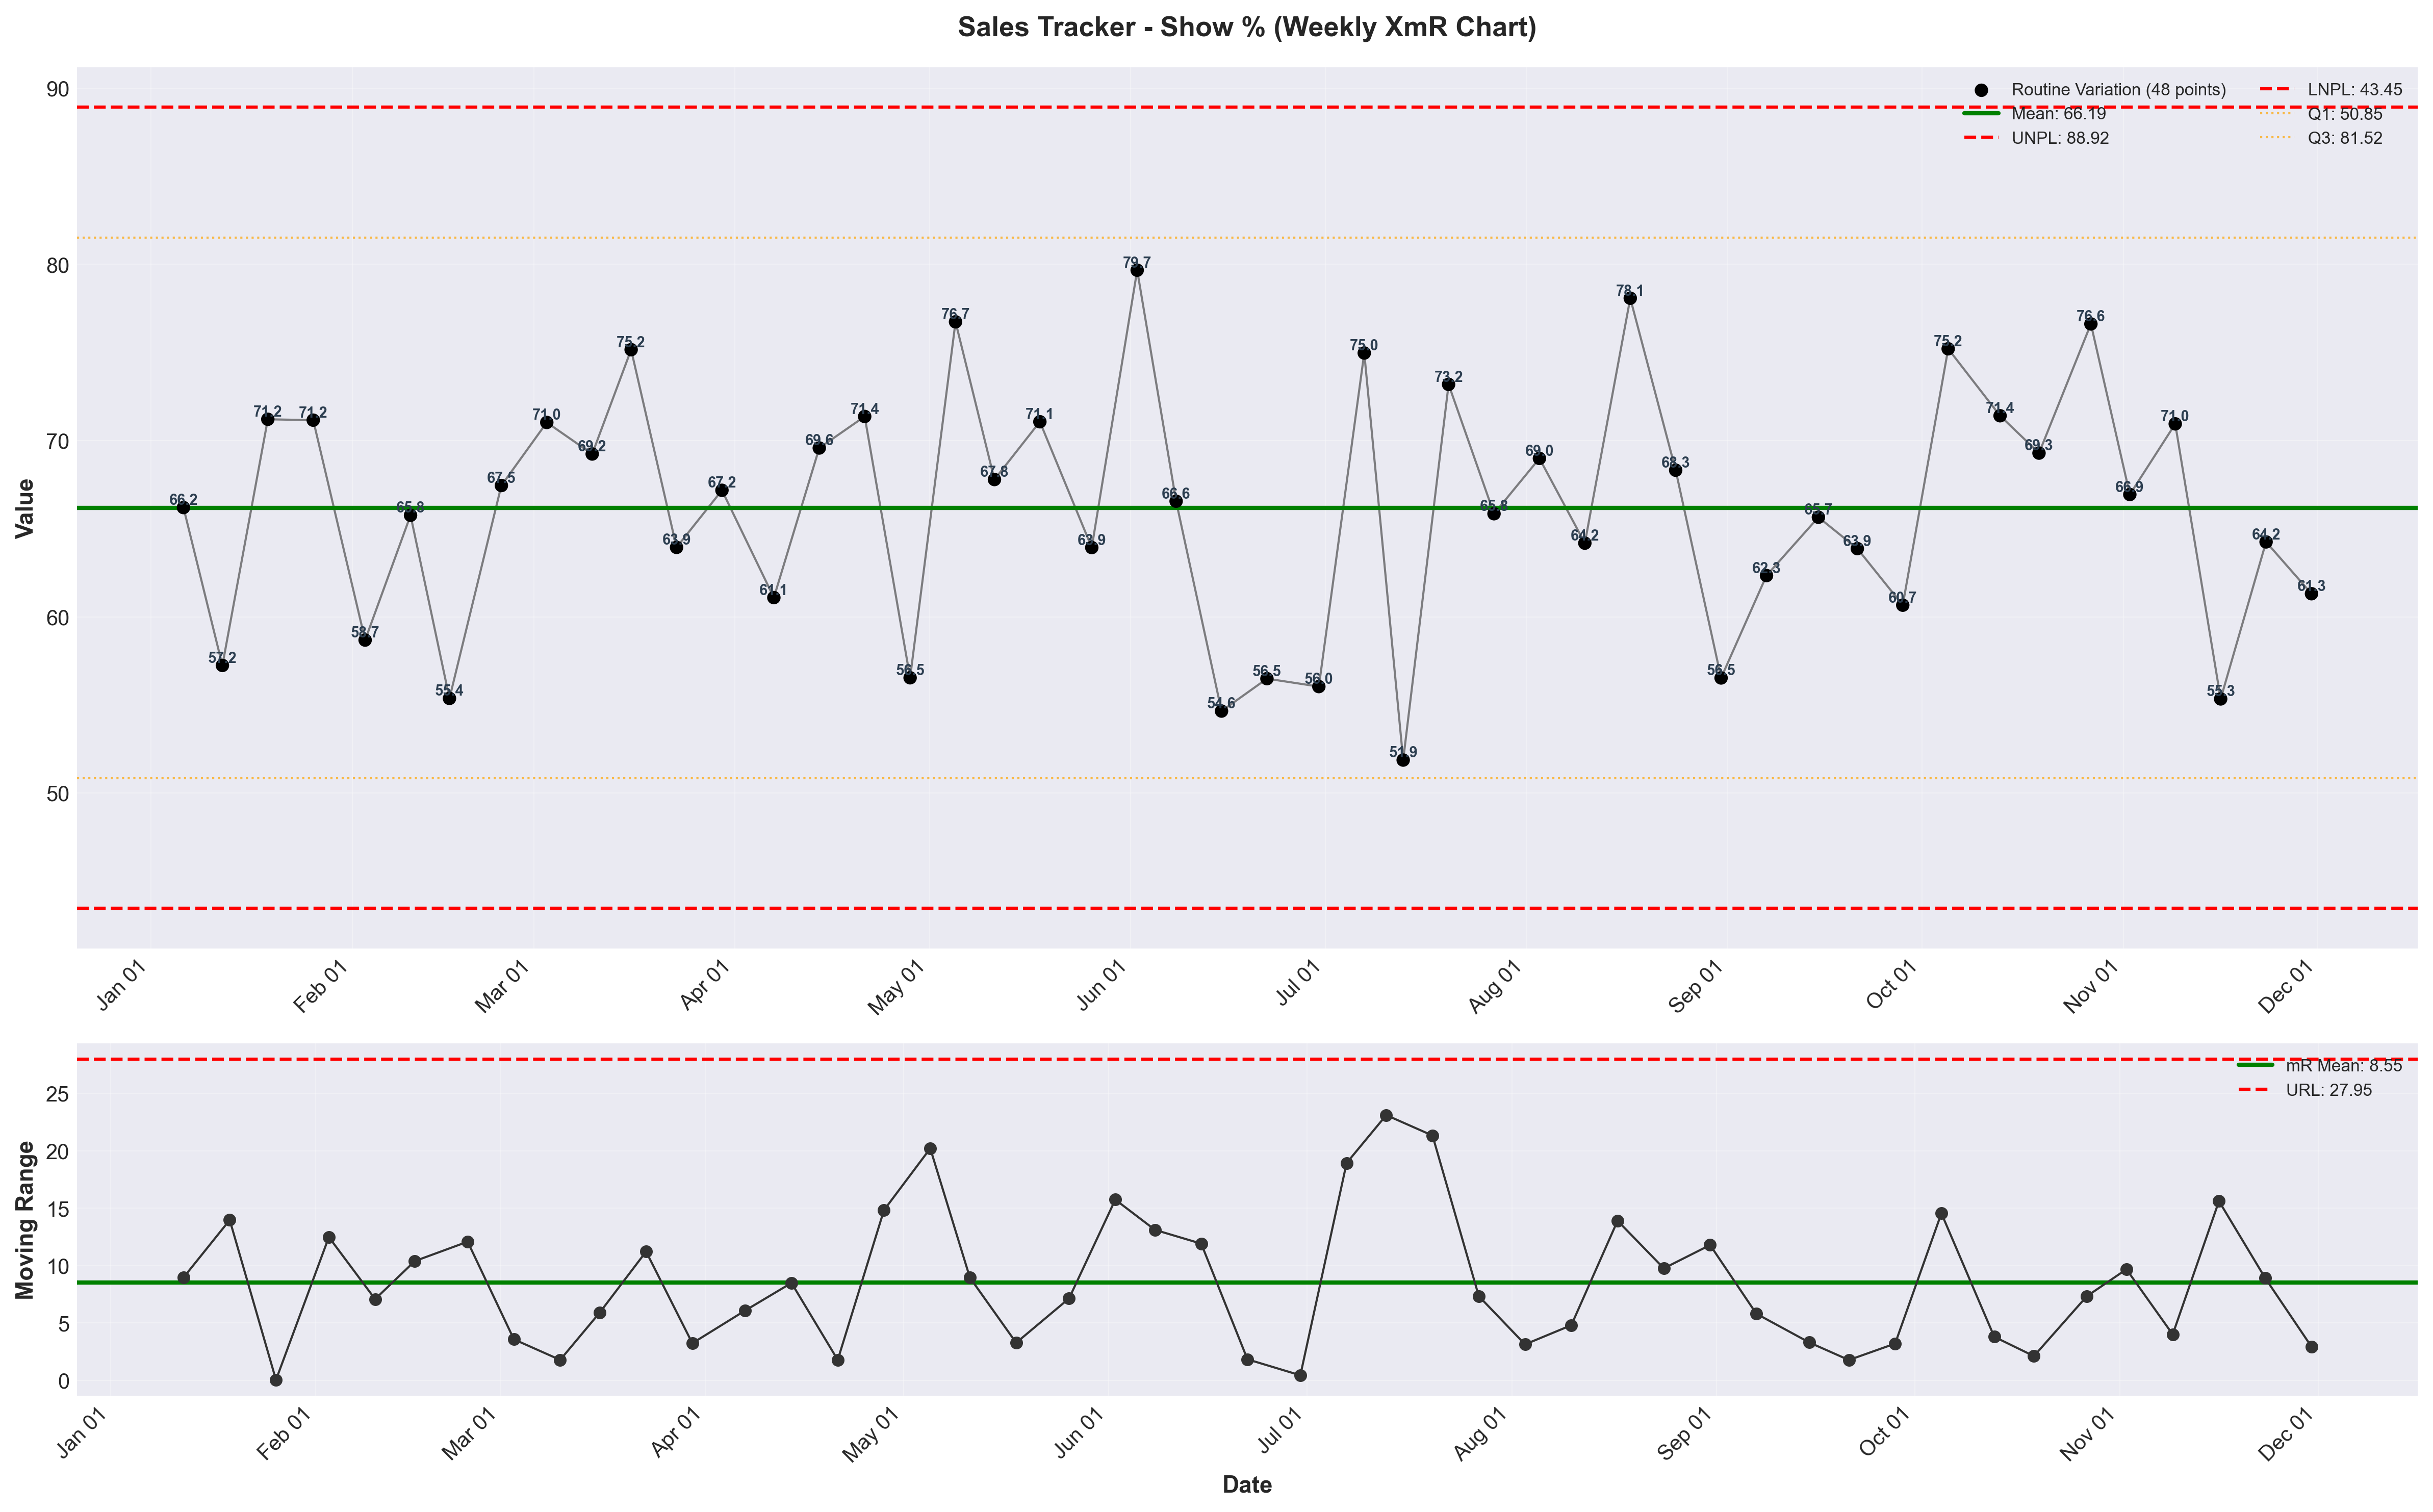 Sales Tracker - Show % (Weekly XmR Chart)
Routine Variation (48 points)
Mean: 66.19
UNPL: 88.92
LNPL: 43.45
Q1: 50.85
Q3: 81.52
Value
90
80
70
60
50
66.2
57.2
71.2
71.2
58.7
65.8
55.4
67.5
71.0
69.2
75.2
63.9
67.2
61.1
69.6
71.4
56.5
76.7
67.8
71.1
63.9
79.7
66.6
54.6
56.5
56.0
75.0
51.9
73.2
65.8
69.0
64.2
78.1
68.3
56.5
62.3
65.7
63.9
60.7
75.2
71.4
69.3
76.6
66.9
71.0
55.3
64.2
61.3
Jan 01
Feb 01
Mar 01
Apr 01
May 01
Jun 01
Jul 01
Aug 01
Sep 01
Oct 01
Nov 01
Dec 01
mR Mean: 8.55
URL: 27.95
Moving Range
25
20
15
10
5
0
Jan 01
Feb 01
Mar 01
Apr 01
May 01
Jun 01
Jul 01
Aug 01
Sep 01
Oct 01
Nov 01
Dec 01
Date